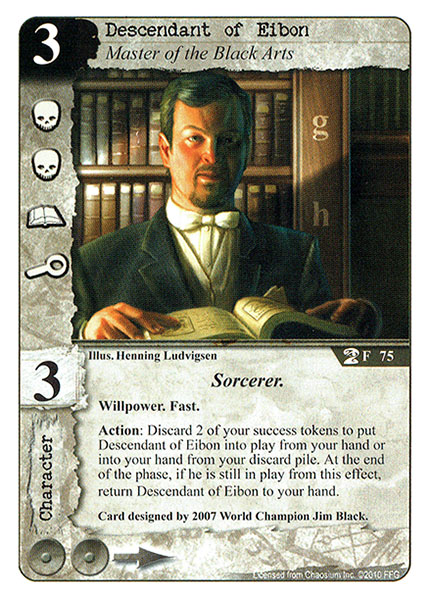 3
Descendant of Eibon
Master of the Black Arts
g
h
Illus. Henning Ludvigsen
F 75
3
Sorcerer.
Willpower. Fast.
Action: Discard 2 of your success tokens to put
Descendant of Eibon into play from your hand or
into your hand from your discard pile. At the end
of the phase, if he is still in play from this effect,
return Descendant of Eibon to your hand.
Card designed by 2007 World Champion Jim Black.
Character
Licensed from Chaosium Inc. ©2010 FFG